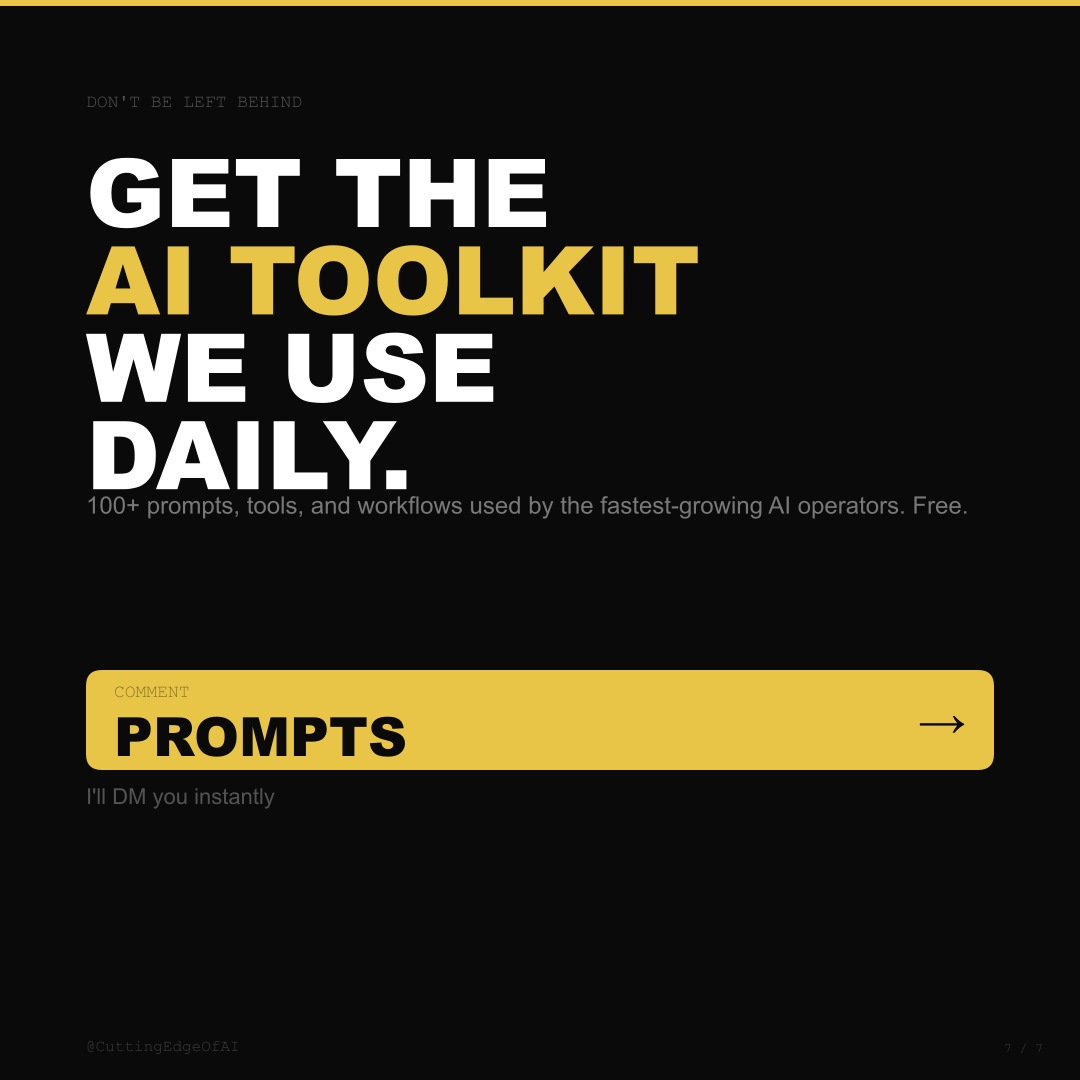 DON'T BE LEFT BEHIND
GET THE
AI TOOLKIT
WE USE
DAILY.
100+ prompts, tools, and workflows used by the fastest-growing AI operators. Free.
COMMENT
PROMPTS
→
I'll DM you instantly
@CuttingEdgeOfAI
7 / 7